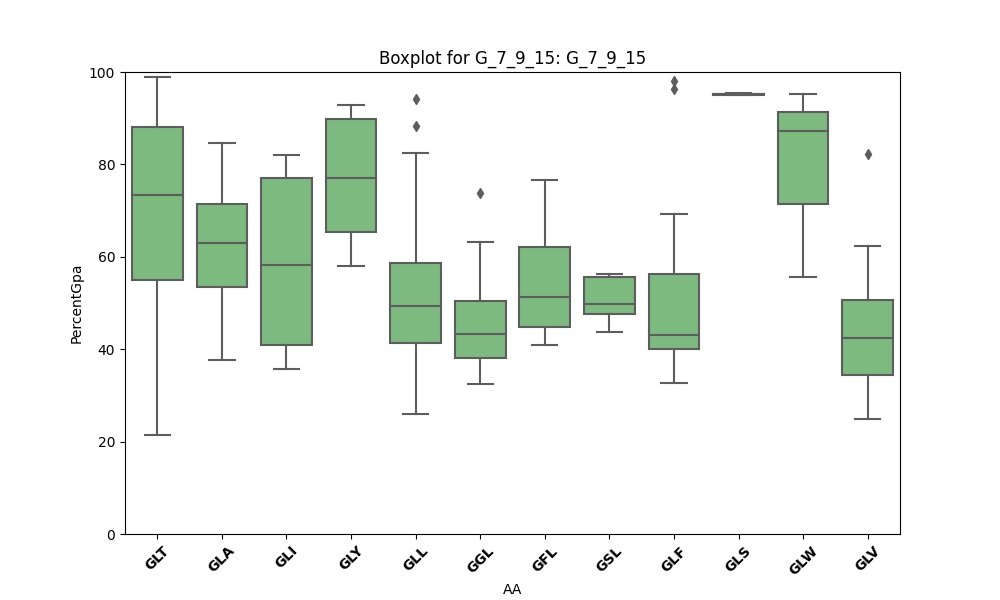 Boxplot for G_7_9_15: G_7_9_15
100
80
60
40
20
0
PercentGpa
GLT GLA GLI GLY GLL GGL GFL GSL GLF GLS GLW GLV
AA